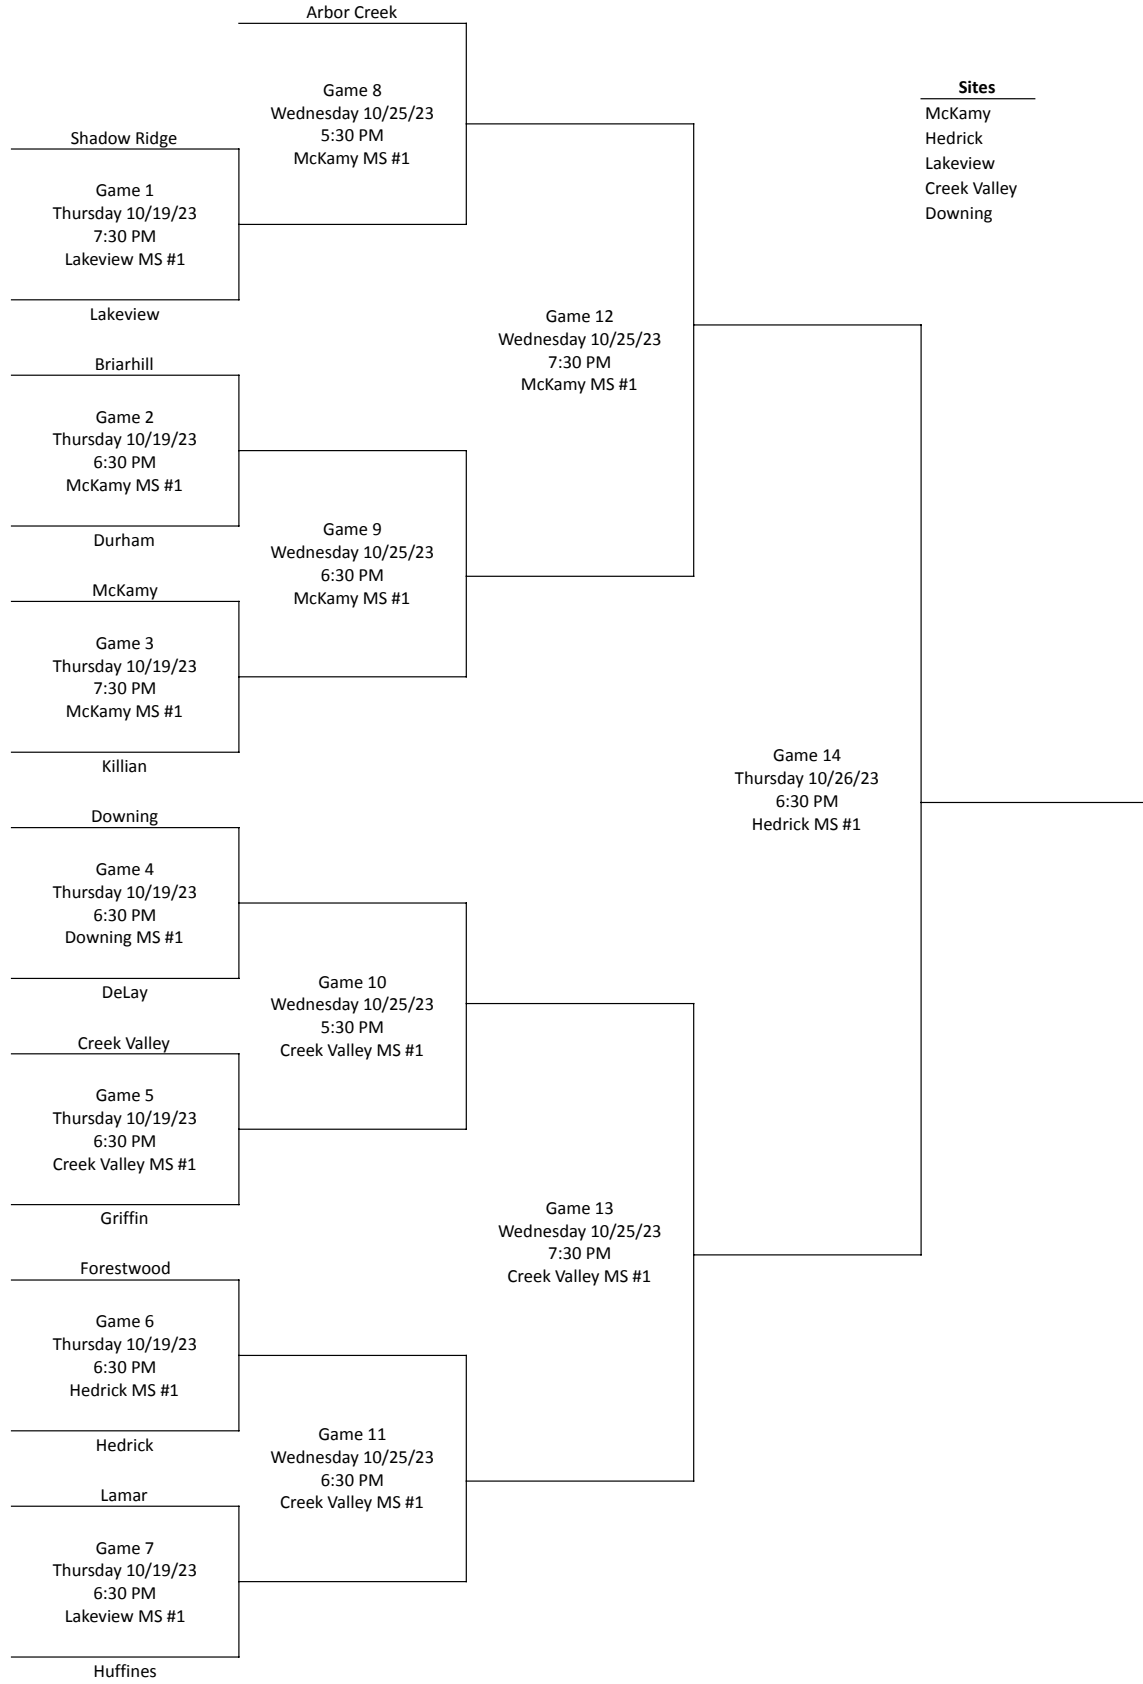 Arbor Creek
Game 8
Wednesday 10/25/23
5:30 PM
McKamy MS #1
Sites
McKamy
Hedrick
Lakeview
Creek Valley
Downing
Shadow Ridge
Game 1
Thursday 10/19/23
7:30 PM
Lakeview MS #1
Lakeview
Game 12
Wednesday 10/25/23
7:30 PM
McKamy MS #1
Briarhill
Game 2
Thursday 10/19/23
6:30 PM
McKamy MS #1
Durham
Game 9
Wednesday 10/25/23
6:30 PM
McKamy MS #1
McKamy
Game 3
Thursday 10/19/23
7:30 PM
McKamy MS #1
Killian
Game 14
Thursday 10/26/23
6:30 PM
Hedrick MS #1
Downing
Game 4
Thursday 10/19/23
6:30 PM
Downing MS #1
DeLay
Game 10
Wednesday 10/25/23
5:30 PM
Creek Valley MS #1
Creek Valley
Game 5
Thursday 10/19/23
6:30 PM
Creek Valley MS #1
Griffin
Game 13
Wednesday 10/25/23
7:30 PM
Creek Valley MS #1
Forestwood
Game 6
Thursday 10/19/23
6:30 PM
Hedrick MS #1
Hedrick
Game 11
Wednesday 10/25/23
6:30 PM
Creek Valley MS #1
Lamar
Game 7
Thursday 10/19/23
6:30 PM
Lakeview MS #1
Huffines